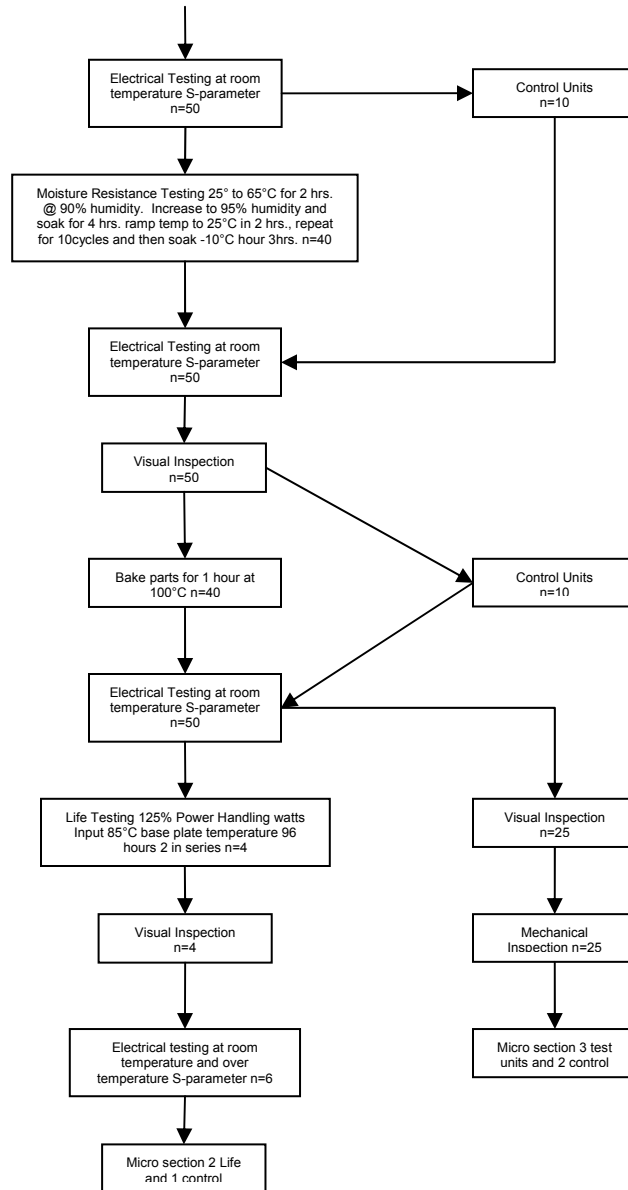 Electrical Testing at room
temperature S-parameter
n=50
Control Units
n=10
Moisture Resistance Testing 25° to 65°C for 2 hrs.
@ 90% humidity.  Increase to 95% humidity and
soak for 4 hrs. ramp temp to 25°C in 2 hrs., repeat
for 10cycles and then soak -10°C hour 3hrs. n=40
Electrical Testing at room
temperature S-parameter
n=50
Visual Inspection
n=50
Bake parts for 1 hour at
100°C n=40
Control Units
n=10
Electrical Testing at room
temperature S-parameter
n=50
Life Testing 125% Power Handling watts
Input 85°C base plate temperature 96
hours 2 in series n=4
Visual Inspection
n=25
Visual Inspection
n=4
Mechanical
Inspection n=25
Electrical testing at room
temperature and over
temperature S-parameter n=6
Micro section 3 test
units and 2 control
Micro section 2 Life
and 1 control